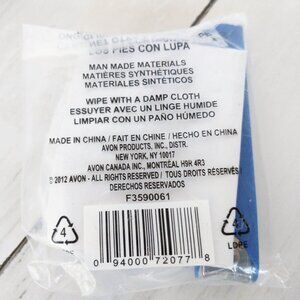 LOS PIES CON LUPA
MAN MADE MATERIALS
MATIÈRES SYNTHÉTIQUES
MATERIALES SINTÉTICOS
WIPE WITH A DAMP CLOTH
ESSUYER AVEC UN LINGE HUMIDE
LIMPIAR CON UN PAÑO HÚMEDO
MADE IN CHINA / FAIT EN CHINE / HECHO EN CHINA
AVON PRODUCTS, INC., DISTR.
NEW YORK, NY 10017
AVON CANADA INC., MONTRÉAL H9R 4R3
© 2012 AVON - ALL RIGHTS RESERVED / TOUS DROITS RÉSERVÉS /
DERECHOS RESERVADOS
F3590061
4
LDPE
4
LDPE
0 94000 72077 8